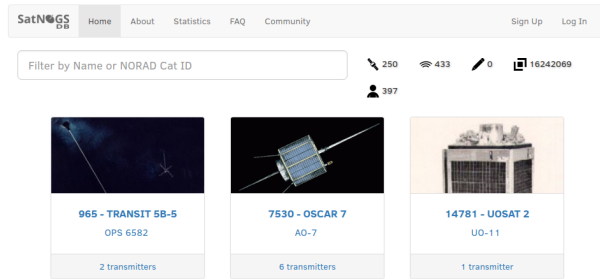 SatNOGS DB Home About Statistics FAQ Community Sign Up Log In
Filter by Name or NORAD Cat ID 250 433 0 16242069
397
965 - TRANSIT 5B-5 7530 - OSCAR 7 14781 - UOSAT 2
OPS 6582 AO-7 UO-11
2 transmitters 6 transmitters 1 transmitter